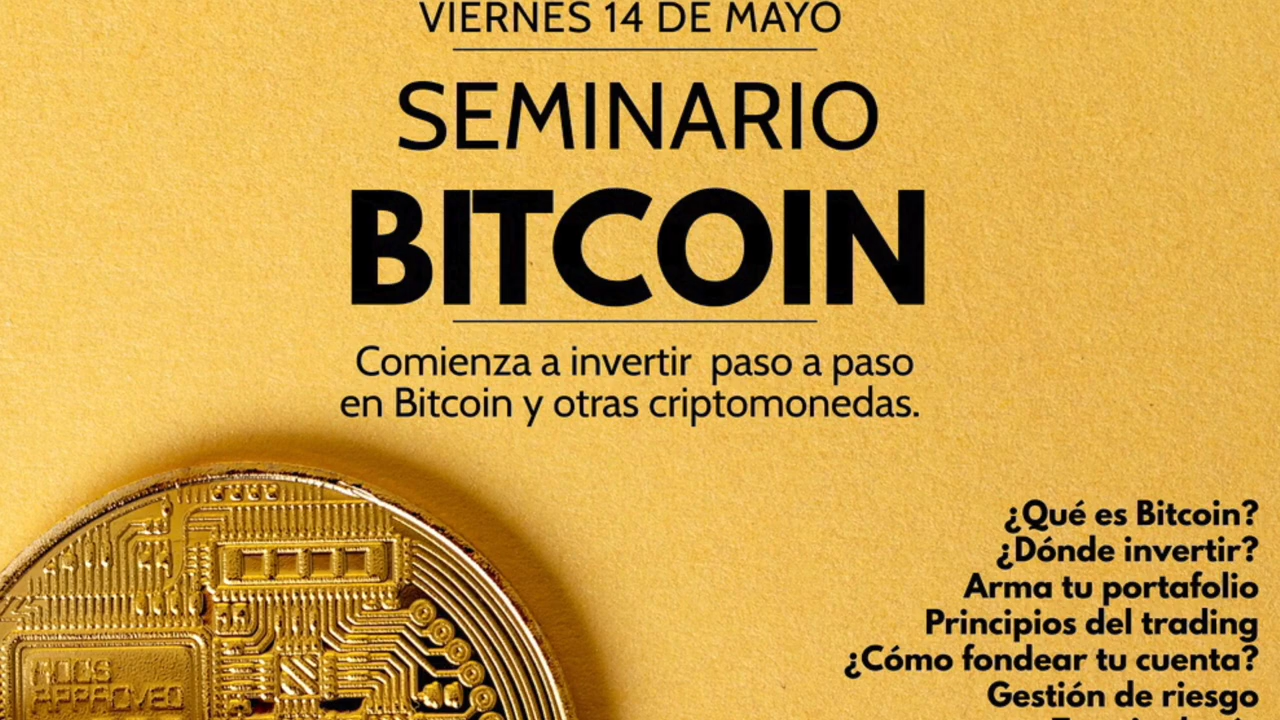 VIERNES 14 DE MAYO
SEMINARIO
BITCOIN
Comienza a invertir paso a paso
en Bitcoin y otras criptomonedas.
¿Qué es Bitcoin?
¿Dónde invertir?
Arma tu portafolio
Principios del trading
¿Cómo fondear tu cuenta?
Gestión de riesgo
APPROVED